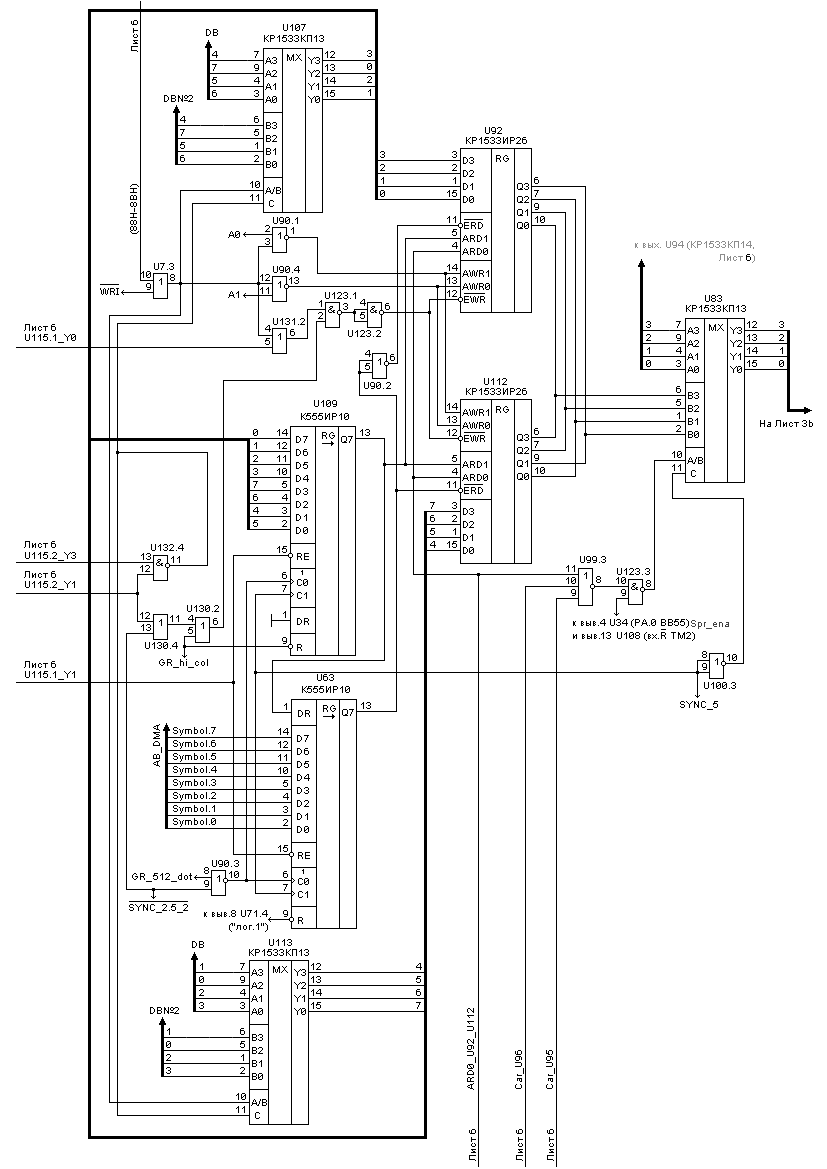 Лист 6
DB
U107
КР1533КП13
4 7 A3 MX Y3 12 3
7 9 A2 Y2 13 0
5 4 A1 Y1 14 2
6 3 A0 Y0 15 1
DBN№2
4 6 B3
7 5 B2
5 1 B1
6 2 B0
10 A/B
11 C
(88H-8BH)
U92
КР1533ИР26
3 3 D3 RG
2 2 D2
1 1 D1 Q3 6
0 15 D0 Q2 7
Q1 9
Q0 10
11 ERD
5 ARD1
4 ARD0
14 AWR1
13 AWR0
12 EWR
U90.1
A0 2 1 1
3
U7.3
10 1 8
9
WRI
U90.4
12 1 13
A1 11
U131.2
4 1 6
5
U123.1
1 & 3
2
U123.2
4 & 6
5
Лист 6
U115.1_Y0
U90.2
4 1 6
5
к вых. U94 (КР1533КП14,
Лист 6)
U83
КР1533КП13
3 7 A3 MX Y3 12 3
2 9 A2 Y2 13 2
1 4 A1 Y1 14 1
0 3 A0 Y0 15 0
6 B3
5 B2
1 B1
2 B0
10 A/B
11 C
На Лист 3b
U112
КР1533ИР26
14 AWR1 RG
13 AWR0
12 EWR Q3 6
Q2 7
5 ARD1 Q1 9
4 ARD0 Q0 10
11 ERD
7 3 D3
6 2 D2
5 1 D1
4 15 D0
U109
К555ИР10
0 14 D7 RG Q7 13
1 12 D6
2 11 D5
3 10 D4
7 5 D3
6 4 D2
4 3 D1
5 2 D0
15 RE
6 C0 1
7 C1
DR
9 R
Лист 6
U115.2_Y3
Лист 6
U115.2_Y1
U132.4
13 & 11
12
U130.4
12 1 11
13
U130.2
4 1 6
5
GR_hi_col
Лист 6
U115.1_Y1
U99.3
11 1 8
10
9
U123.3
10 & 8
9
к выв.4 U34 (PA.0 BB55) Spr_ena
и выв.13 U108 (вх.R TM2)
U100.3
8 1 10
9
SYNC_5
U63
К555ИР10
1 DR RG Q7 13
AB_DMA
Symbol.7 14 D7
Symbol.6 12 D6
Symbol.5 11 D5
Symbol.4 10 D4
Symbol.3 5 D3
Symbol.2 4 D2
Symbol.1 3 D1
Symbol.0 2 D0
15 RE
6 C0 1
7 C1
9 R
U90.3
GR_512_dot 8 1 10
9
SYNC_2.5_2
к выв.8 U71.4
("лог.1")
U113
КР1533КП13
DB
1 7 A3 MX Y3 12 4
0 9 A2 Y2 13 5
2 4 A1 Y1 14 6
3 3 A0 Y0 15 7
DBN№2
1 6 B3
0 5 B2
2 1 B1
3 2 B0
10 A/B
11 C
ARD0_U92_U112
Car_U96
Car_U95
Лист 6
Лист 6
Лист 6